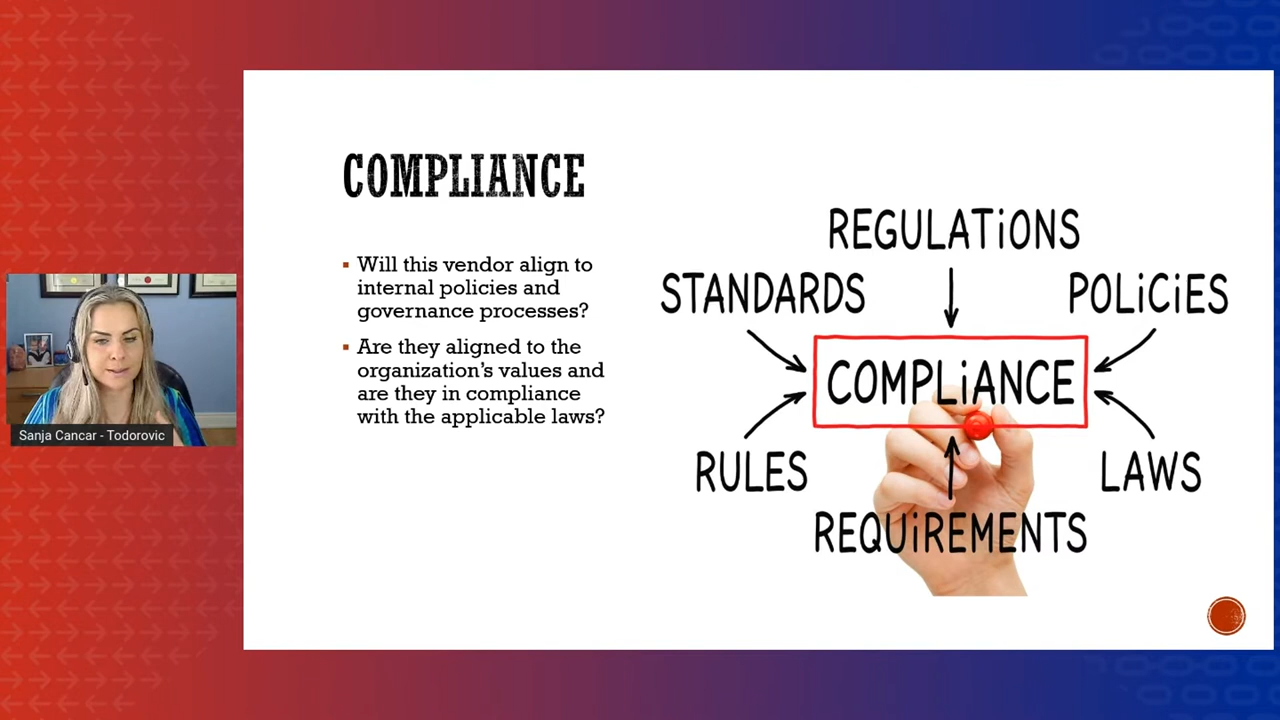 COMPLIANCE
Will this vendor align to
internal policies and
governance processes?
Are they aligned to the
organization's values and
are they in compliance
with the applicable laws?
REGULATiONS
STANDARDS
POLiCiES
COMPLiANCE
RULES
LAWS
REQUiREMENTS
Sanja Cancar - Todorovic